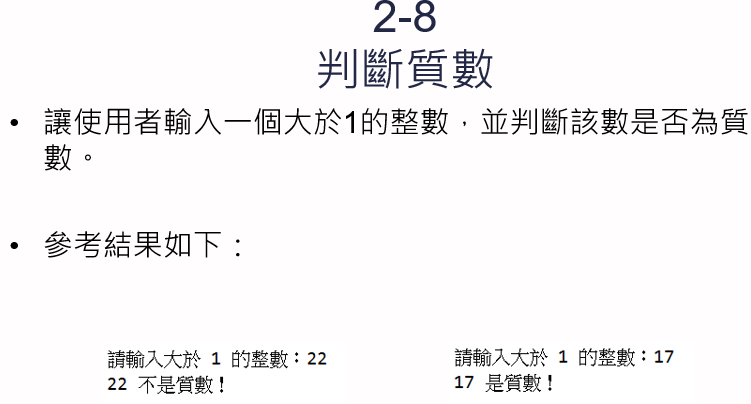 2-8
判斷質數
• 讓使用者輸入一個大於1的整數，並判斷該數是否為質
數。
• 參考結果如下：
請輸入大於 1 的整數：22
22 不是質數！
請輸入大於 1 的整數：17
17 是質數！